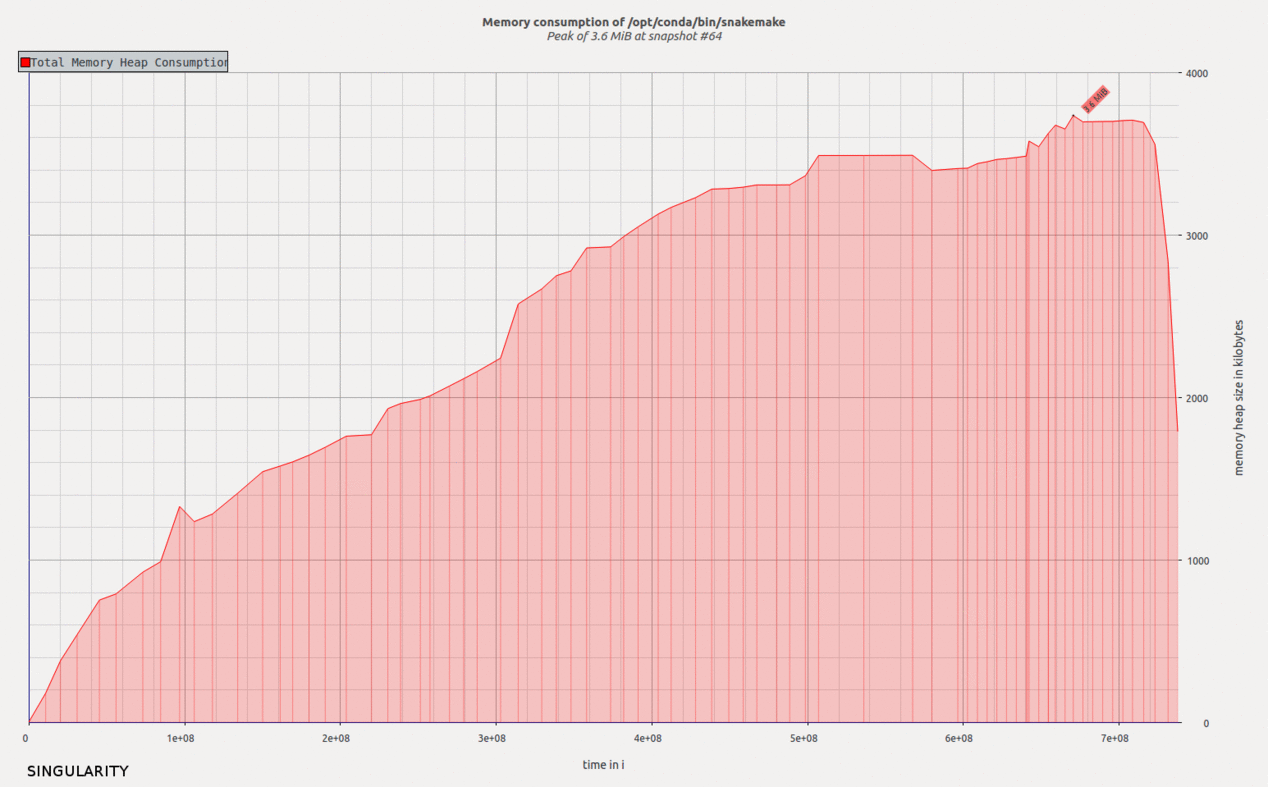 Memory consumption of /opt/conda/bin/snakemake
Peak of 3.6 MiB at snapshot #64
Total Memory Heap Consumption
4000
3.6 MiB
3000
memory heap size in kilobytes
2000
1000
0
0 1e+08 2e+08 3e+08 4e+08 5e+08 6e+08 7e+08
time in i
SINGULARITY